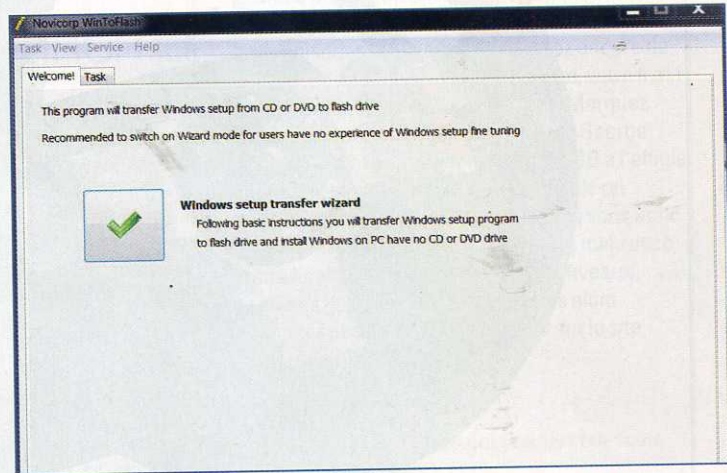 Novicorp WinToFlash
Task View Service Help
Welcome! Task
This program will transfer Windows setup from CD or DVD to flash drive
Recommended to switch on Wizard mode for users have no experience of Windows setup fine tuning
Windows setup transfer wizard
Following basic instructions you will transfer Windows setup program
to flash drive and install Windows on PC have no CD or DVD drive